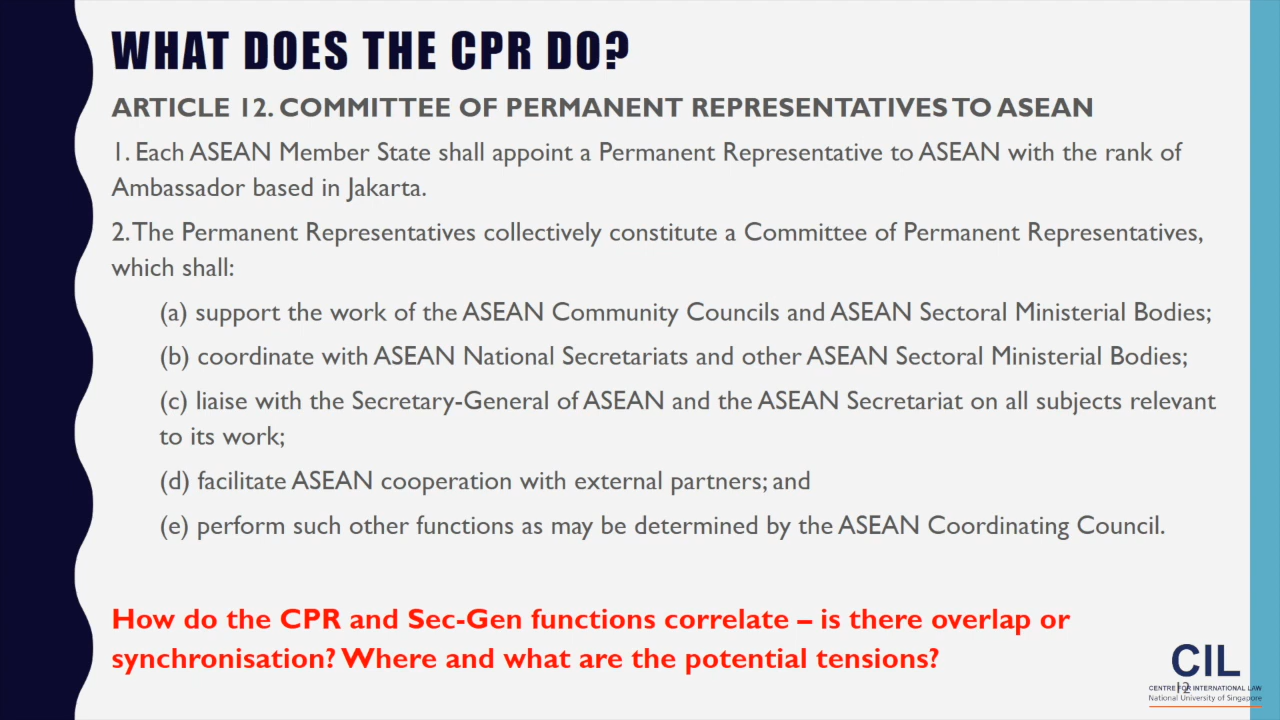 WHAT DOES THE CPR DO?
ARTICLE 12. COMMITTEE OF PERMANENT REPRESENTATIVES TO ASEAN
1. Each ASEAN Member State shall appoint a Permanent Representative to ASEAN with the rank of
Ambassador based in Jakarta.
2. The Permanent Representatives collectively constitute a Committee of Permanent Representatives,
which shall:
(a) support the work of the ASEAN Community Councils and ASEAN Sectoral Ministerial Bodies;
(b) coordinate with ASEAN National Secretariats and other ASEAN Sectoral Ministerial Bodies;
(c) liaise with the Secretary-General of ASEAN and the ASEAN Secretariat on all subjects relevant
to its work;
(d) facilitate ASEAN cooperation with external partners; and
(e) perform such other functions as may be determined by the ASEAN Coordinating Council.
How do the CPR and Sec-Gen functions correlate – is there overlap or
synchronisation? Where and what are the potential tensions?
CIL
CENTRE FOR INTERNATIONAL LAW
12
National University of Singapore